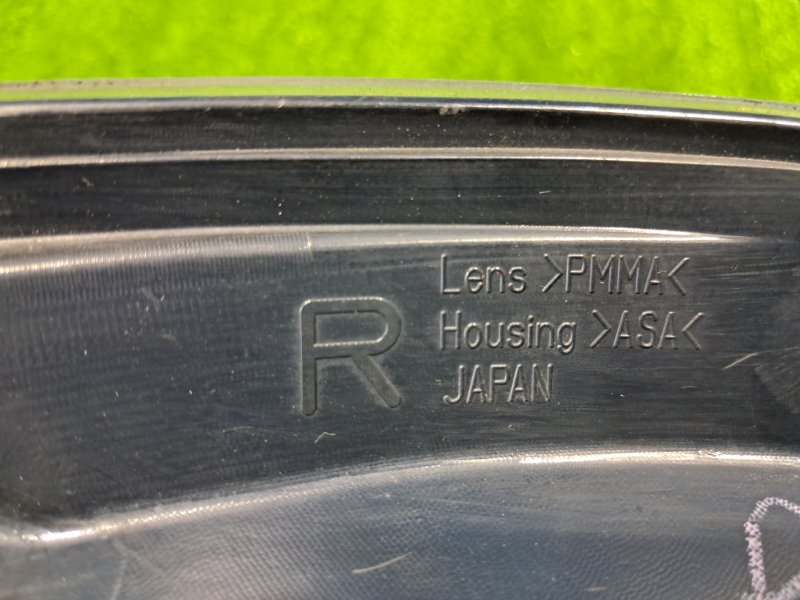 R
Lens >PMMA<
Housing >ASA<
JAPAN